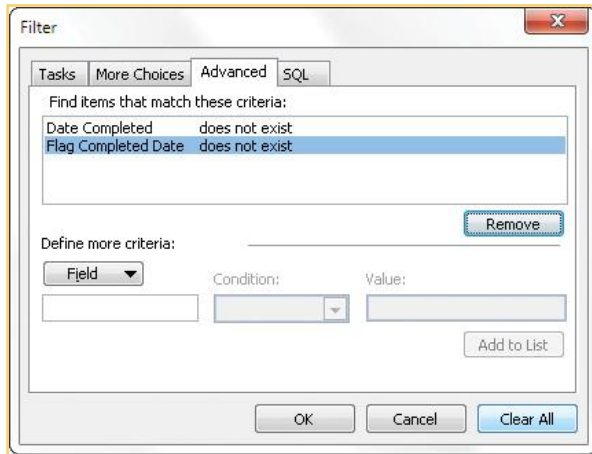 Filter
Tasks More Choices Advanced SQL
Find items that match these criteria:
Date Completed does not exist
Flag Completed Date does not exist
Remove
Define more criteria:
Field Condition: Value:
Add to List
OK Cancel Clear All